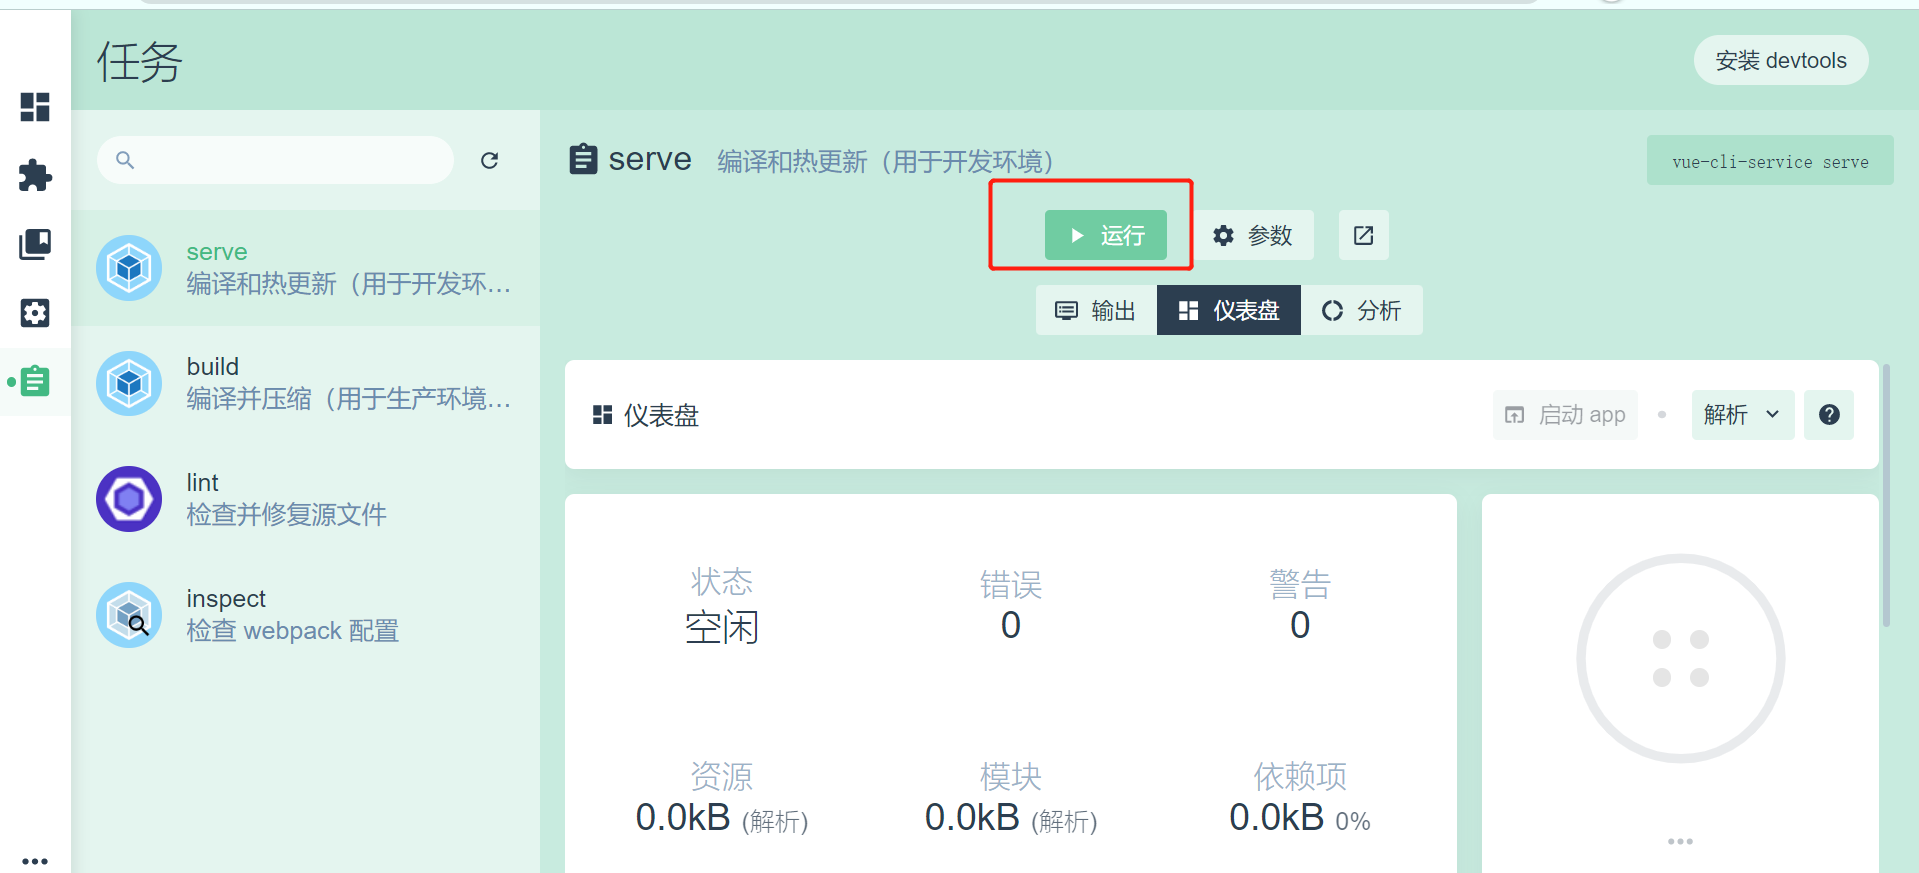 任务
安装 devtools
serve
编译和热更新（用于开发环...
build
编译并压缩（用于生产环境...
lint
检查并修复源文件
inspect
检查 webpack 配置
serve 编译和热更新（用于开发环境）
vue-cli-service serve
运行 参数
输出 仪表盘 分析
仪表盘
启动 app 解析
状态 错误 警告
空闲 0 0
资源 模块 依赖项
0.0kB (解析) 0.0kB (解析) 0.0kB 0%